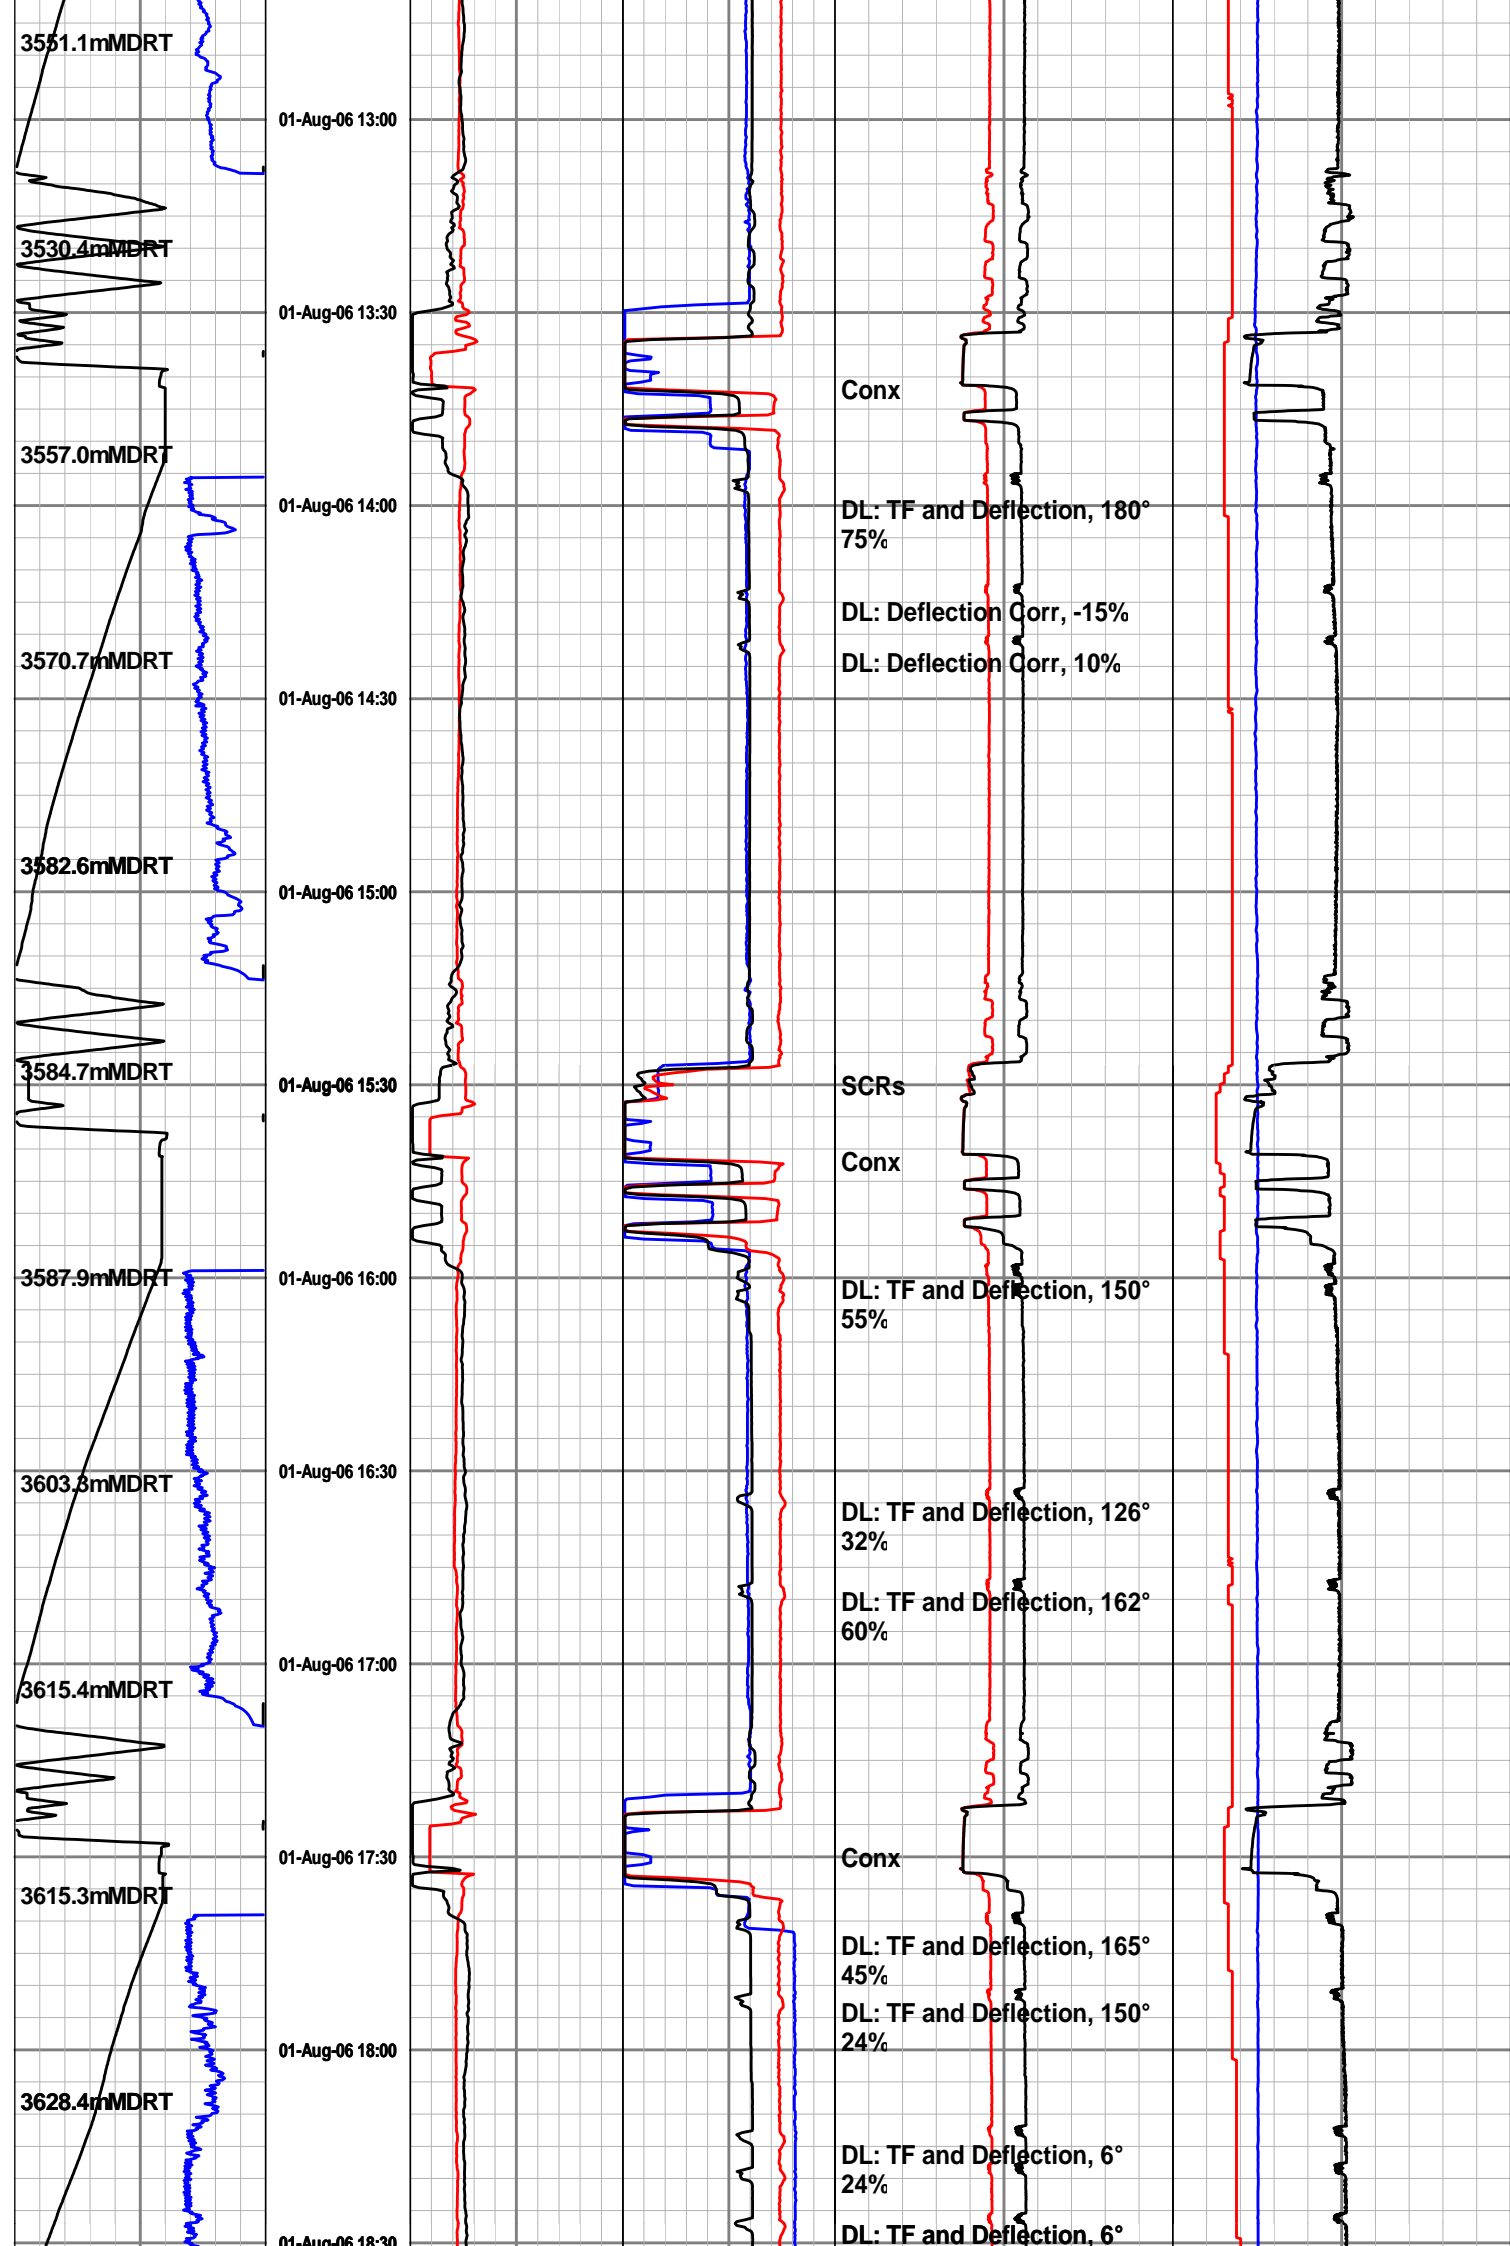 3551.1mMDRT
01-Aug-06 13:00
3530.4mMDRT
01-Aug-06 13:30
Conx
3557.0mMDRT
01-Aug-06 14:00
DL: TF and Deflection, 180°
75%
DL: Deflection Corr, -15%
3570.7mMDRT
DL: Deflection Corr, 10%
01-Aug-06 14:30
3582.6mMDRT
01-Aug-06 15:00
3584.7mMDRT
01-Aug-06 15:30
SCRs
Conx
3587.9mMDRT
01-Aug-06 16:00
DL: TF and Deflection, 150°
55%
01-Aug-06 16:30
3603.3mMDRT
DL: TF and Deflection, 126°
32%
DL: TF and Deflection, 162°
60%
01-Aug-06 17:00
3615.4mMDRT
01-Aug-06 17:30
Conx
3615.3mMDRT
DL: TF and Deflection, 165°
45%
DL: TF and Deflection, 150°
24%
01-Aug-06 18:00
3628.4mMDRT
DL: TF and Deflection, 6°
24%
DL: TF and Deflection, 6°
01-Aug-06 18:30